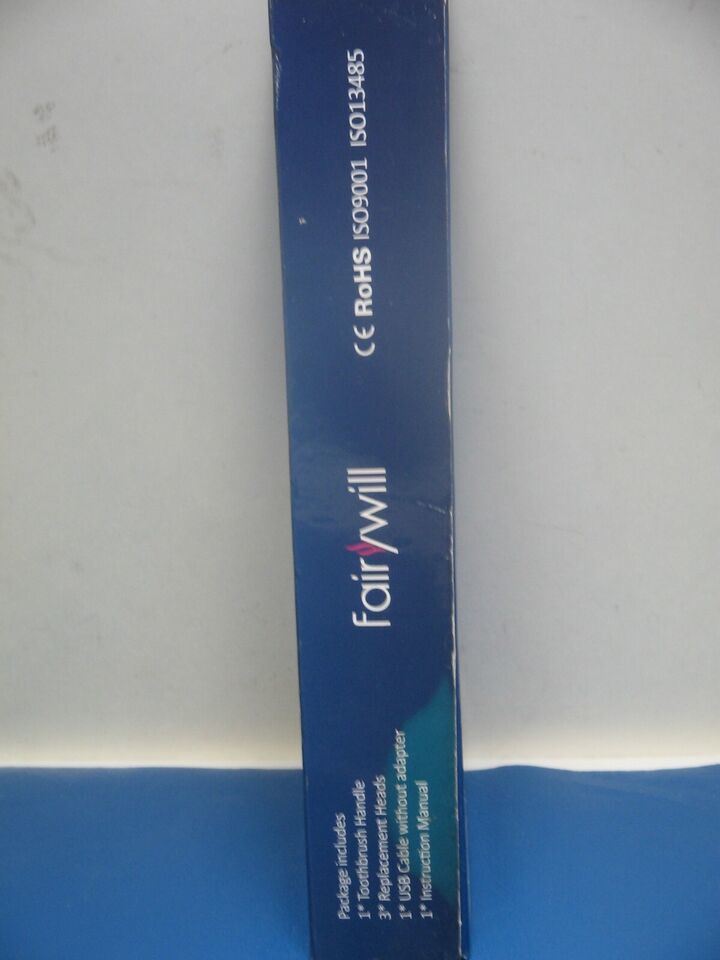 Package includes
1* Toothbrush Handle
3* Replacement Heads
1* USB Cable without adapter
1* Instruction Manual
fairywill
CE RoHS ISO9001 ISO13485